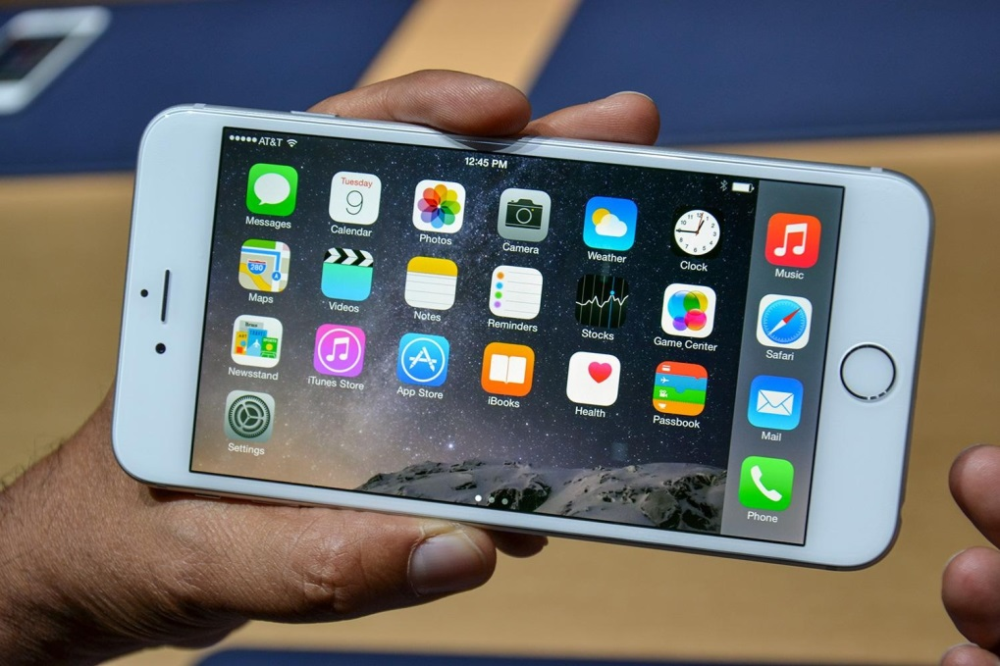 AT&T
12:45 PM
Messages
Tuesday
9
Calendar
Photos
Camera
Weather
Clock
Music
280
Maps
Videos
Notes
Reminders
Stocks
Game Center
Safari
Newsstand
iTunes Store
App Store
iBooks
Health
Passbook
Mail
Settings
Phone